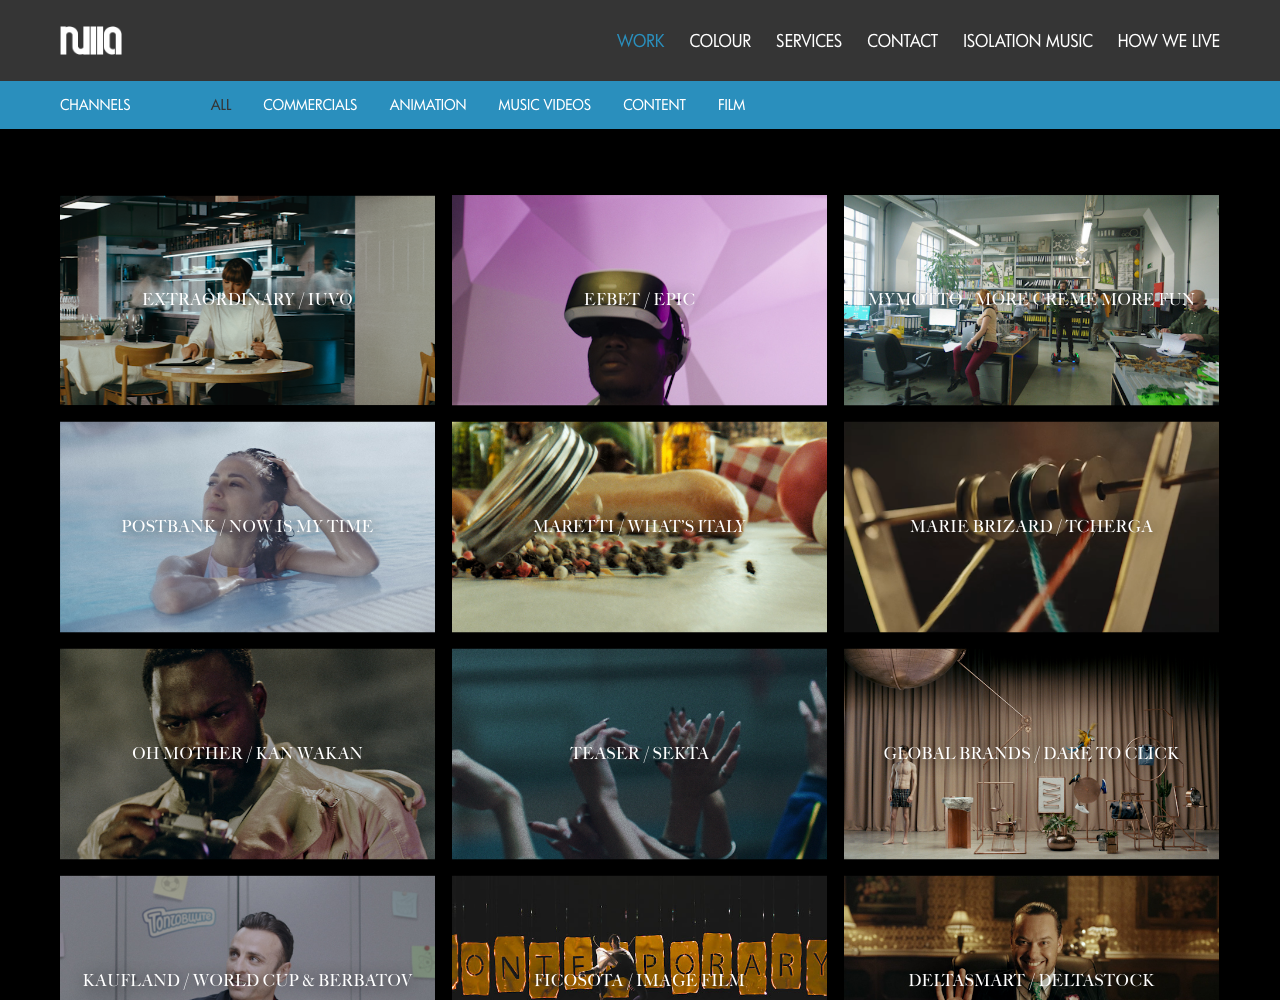 nulla
WORK COLOUR SERVICES CONTACT ISOLATION MUSIC HOW WE LIVE
CHANNELS ALL COMMERCIALS ANIMATION MUSIC VIDEOS CONTENT FILM
EXTRAORDINARY / IUVO
EFBET / EPIC
MYMOTTO / MORE CREME MORE FUN
POSTBANK / NOW IS MY TIME
MARETTI / WHAT'S ITALY
MARIE BRIZARD / TCHERGA
OH MOTHER / KAN WAKAN
TEASER / SEKTA
GLOBAL BRANDS / DARE TO CLICK
KAUFLAND / WORLD CUP & BERBATOV
ONTEPORARY
FICOSOTA / IMAGE FILM
DELTASMART / DELTASTOCK